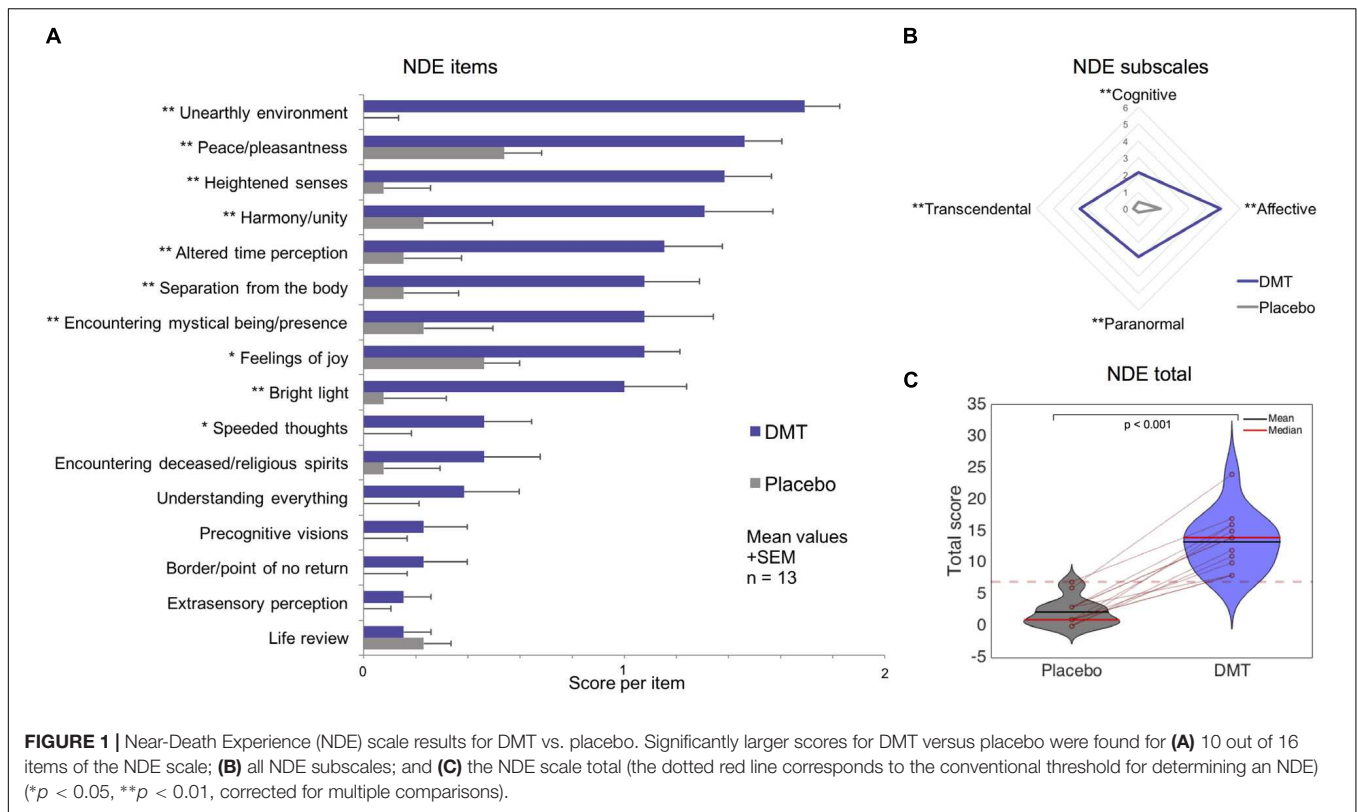 A
NDE items
** Unearthly environment
** Peace/pleasantness
** Heightened senses
** Harmony/unity
** Altered time perception
** Separation from the body
** Encountering mystical being/presence
* Feelings of joy
** Bright light
* Speeded thoughts
Encountering deceased/religious spirits
Understanding everything
Precognitive visions
Border/point of no return
Extrasensory perception
Life review
0
1
2
Score per item
DMT
Placebo
Mean values
+SEM
n = 13
B
NDE subscales
**Cognitive
6
5
4
3
2
1
0
**Transcendental
**Affective
**Paranormal
DMT
Placebo
C
NDE total
35
30
25
20
15
10
5
0
-5
Total score
p < 0.001
Mean
Median
Placebo
DMT
FIGURE 1 | Near-Death Experience (NDE) scale results for DMT vs. placebo. Significantly larger scores for DMT versus placebo were found for (A) 10 out of 16
items of the NDE scale; (B) all NDE subscales; and (C) the NDE scale total (the dotted red line corresponds to the conventional threshold for determining an NDE)
(*p < 0.05, **p < 0.01, corrected for multiple comparisons).